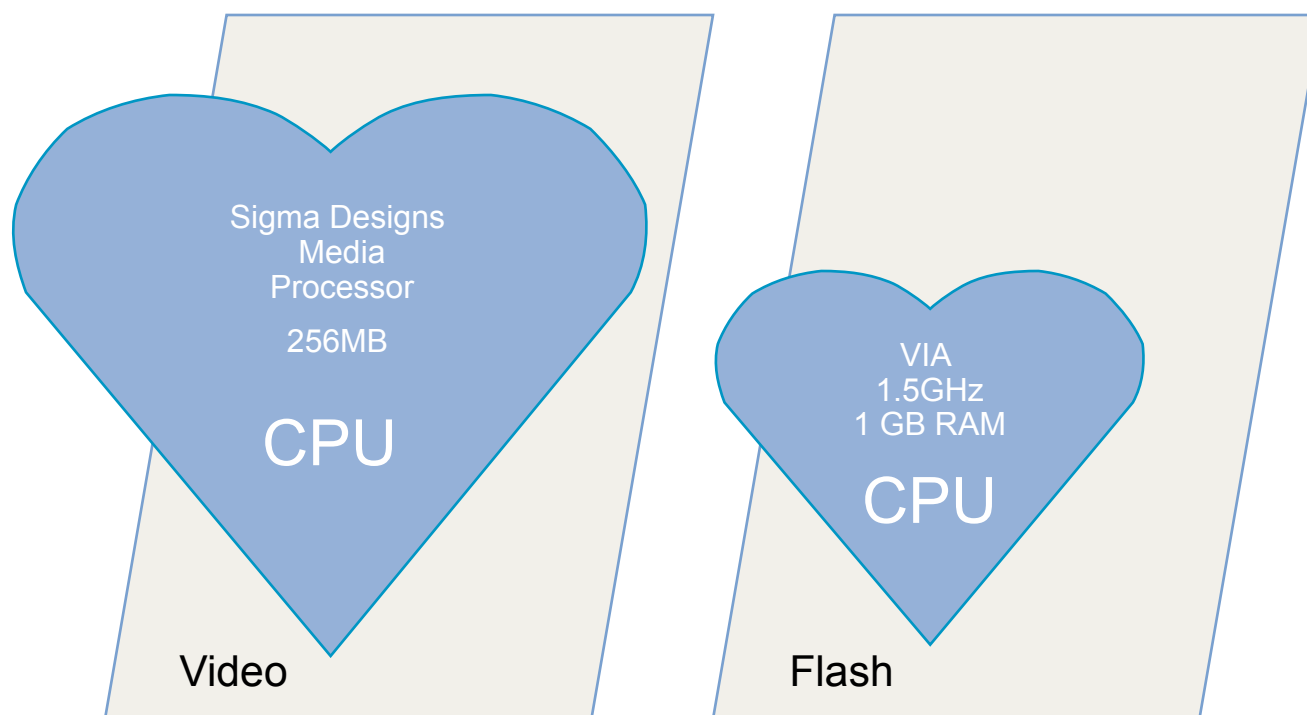 Sigma Designs
Media
Processor
256MB
CPU
Video
VIA
1.5GHz
1 GB RAM
CPU
Flash